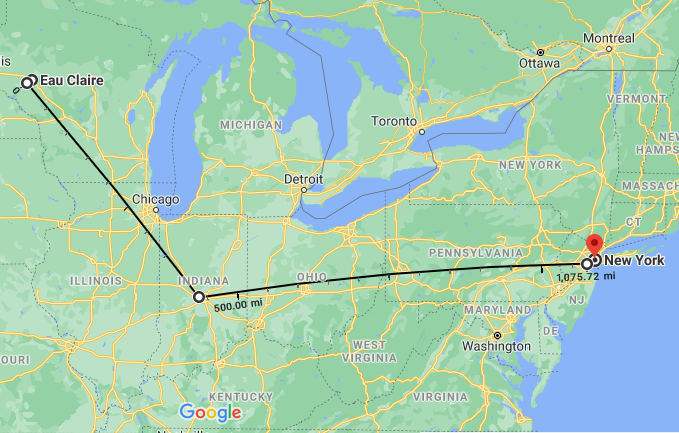 Montreal
Ottawa
is
Eau Claire
0
VERMONT
MICHIGAN
Toronto
NEW
HAMPS
NEW YORK
Detroit
MASSACH
Chicago
CT
PENNSYLVANIA
New York
ILLINOIS
INDIANA
OHIO
1,075.72 mi
500.00 mi
NJ
MARYLAND
DE
Washington
WEST
VIRGINIA
OURI
KENTUCKY
VIRGINIA
Google